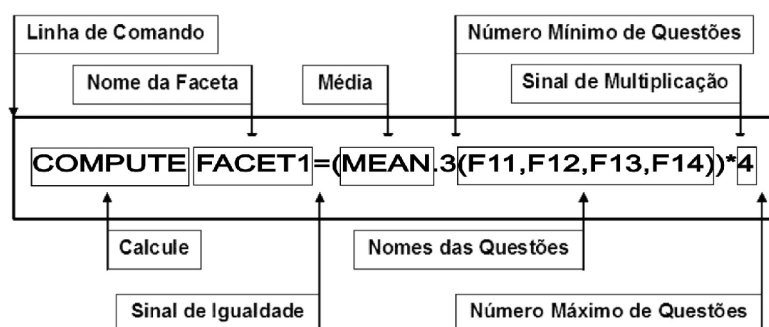 Linha de Comando
Número Mínimo de Questões
Nome da Faceta
Média
Sinal de Multiplicação
COMPUTE FACET1=(MEAN.3(F11,F12,F13,F14))*4
Calcule
Nomes das Questões
Sinal de Igualdade
Número Máximo de Questões